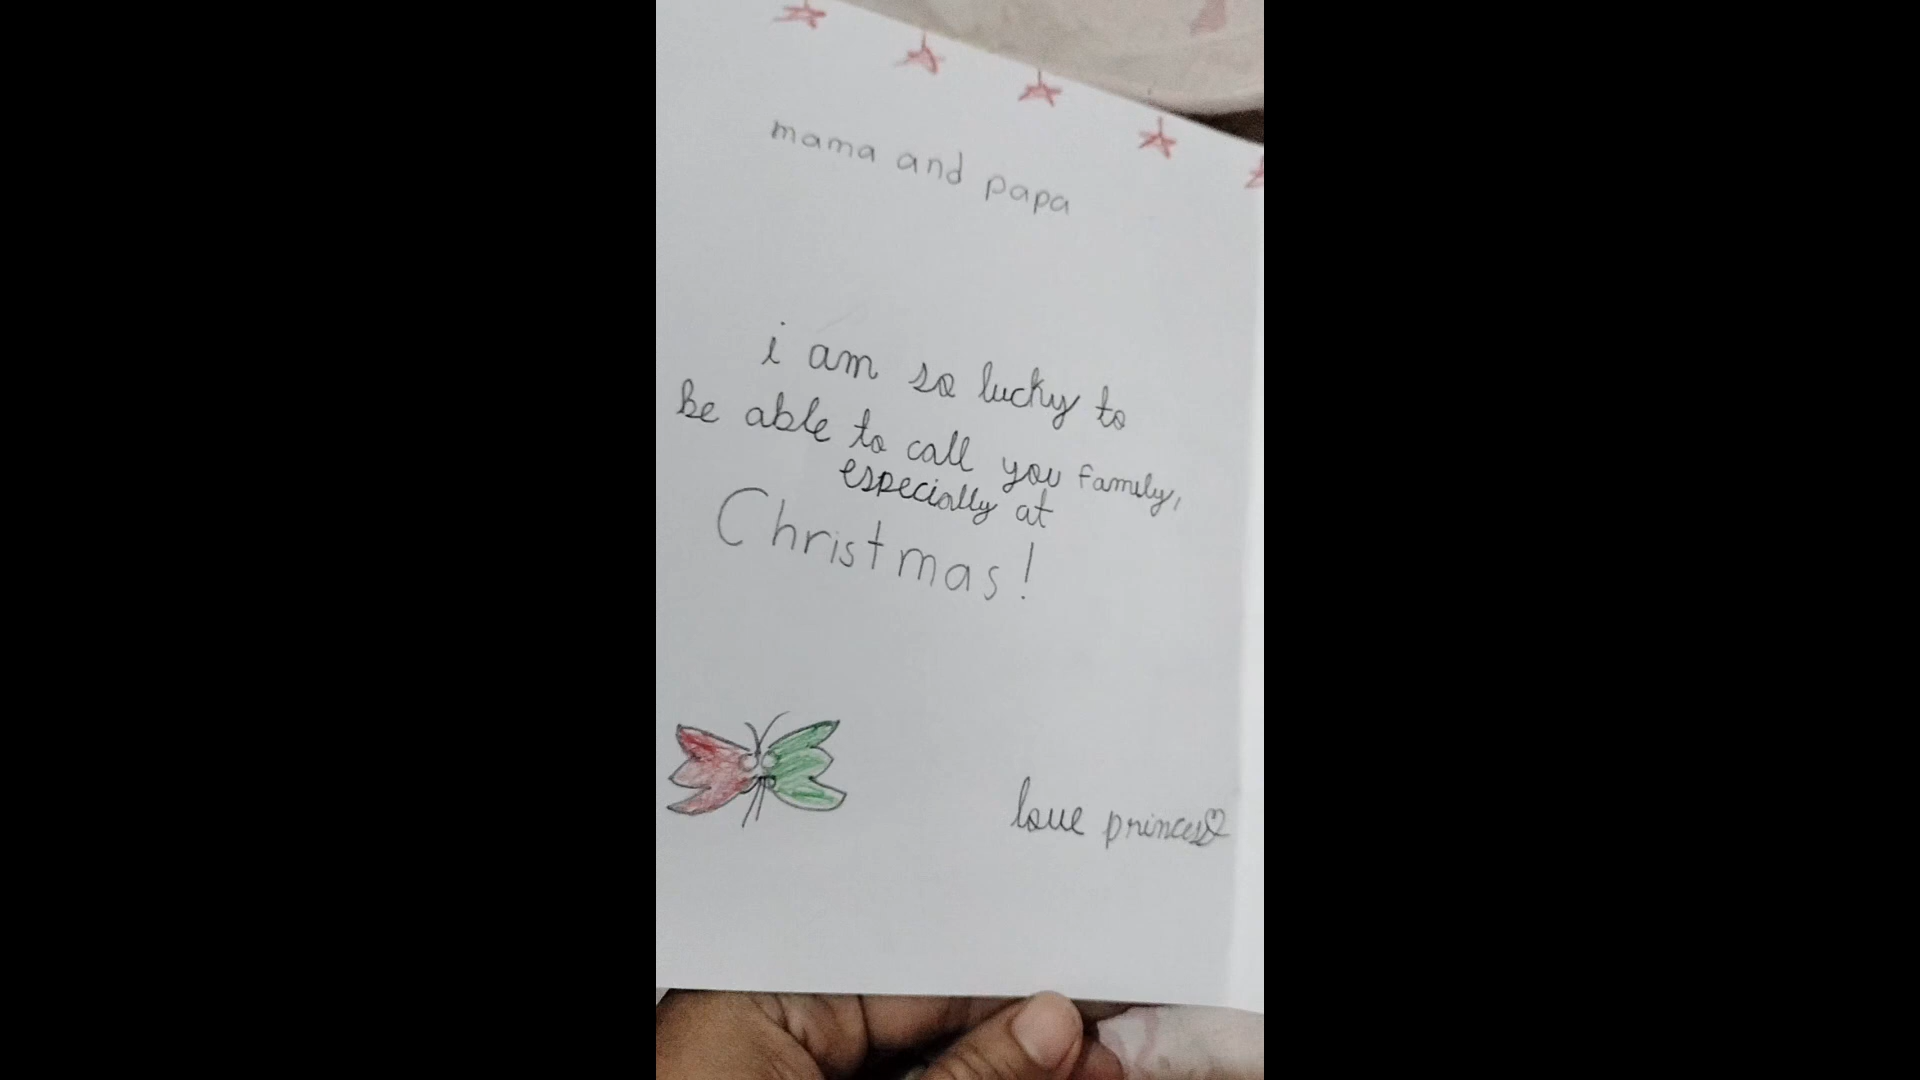 mama and papa
i am so lucky to
be able to call you family,
especially at
Christmas!
love princess